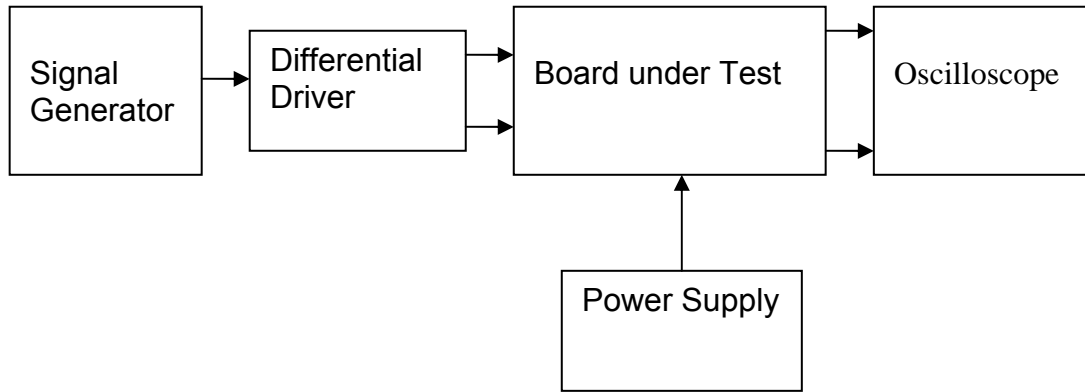 Signal
Generator
Differential
Driver
Board under Test
Oscilloscope
Power Supply